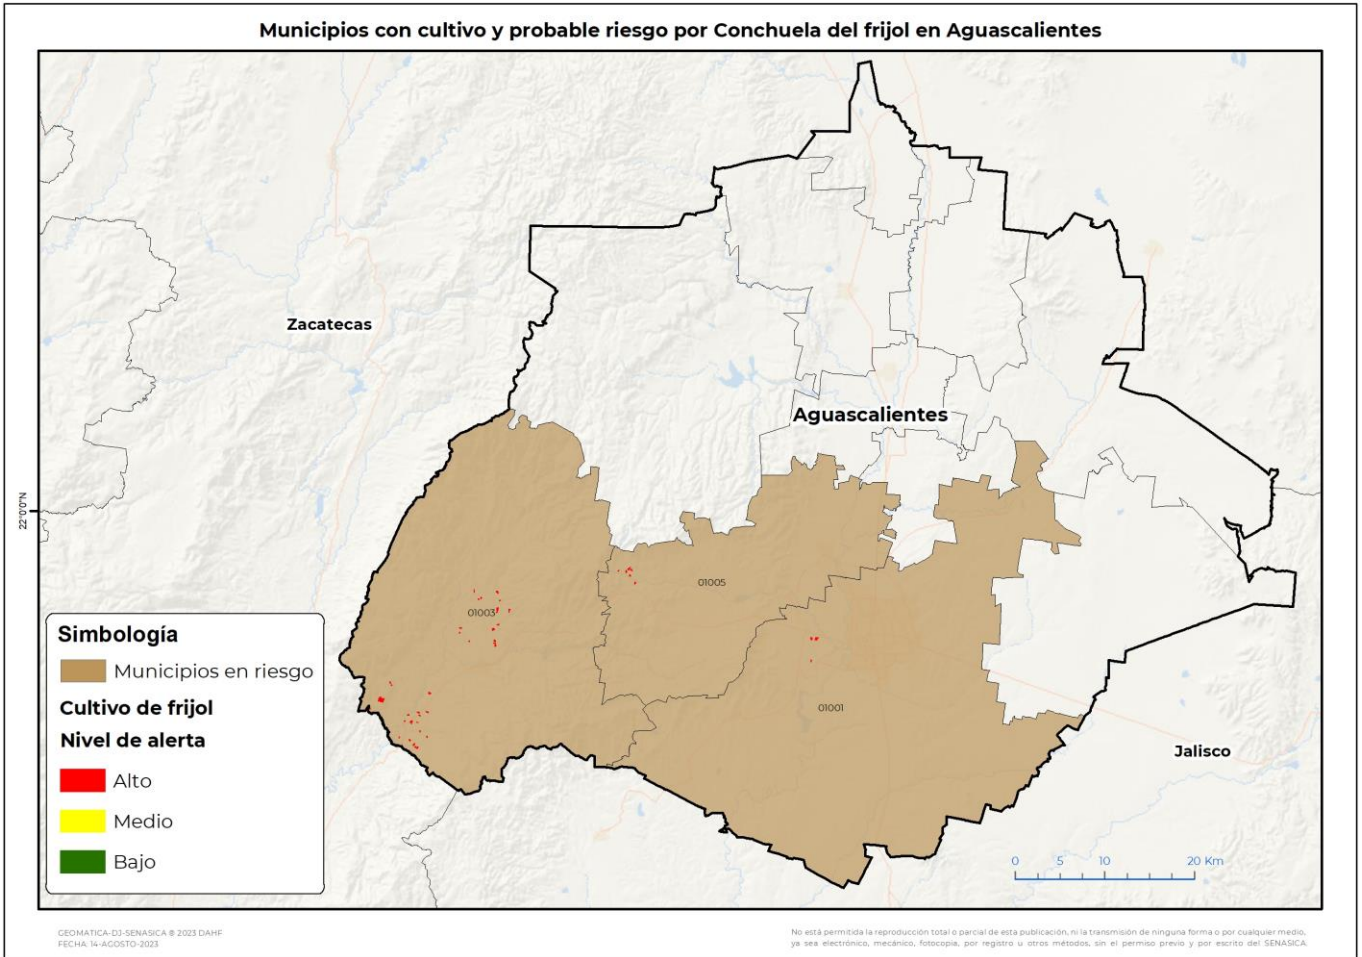 Municipios con cultivo y probable riesgo por Conchuela del frijol en Aguascalientes
Zacatecas
Aguascalientes
22°0'0"N
01005
01003
01001
Jalisco
Simbología
Municipios en riesgo
Cultivo de frijol
Nivel de alerta
Alto
Medio
Bajo
0 5 10 20 Km
GEOMATICA-DJ-SENASICA © 2023 DAHF
FECHA: 14-AGOSTO-2023
No está permitida la reproducción total o parcial de esta publicación, ni la transmisión de ninguna forma o por cualquier medio,
ya sea electrónico, mecánico, fotocopia, por registro u otros métodos, sin el permiso previo y por escrito del SENASICA